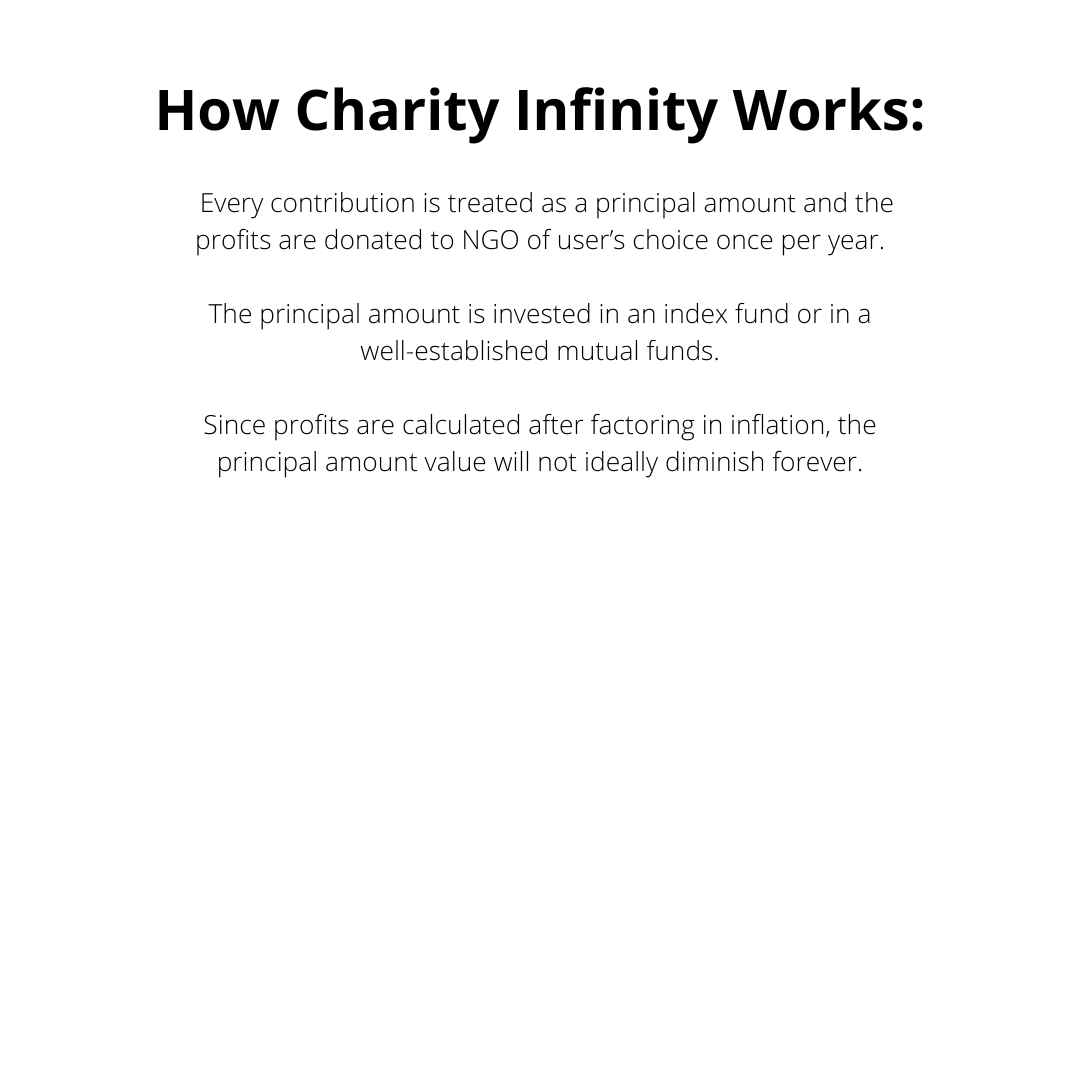 How Charity Infinity Works:
Every contribution is treated as a principal amount and the
profits are donated to NGO of user’s choice once per year.
The principal amount is invested in an index fund or in a
well-established mutual funds.
Since profits are calculated after factoring in inflation, the
principal amount value will not ideally diminish forever.